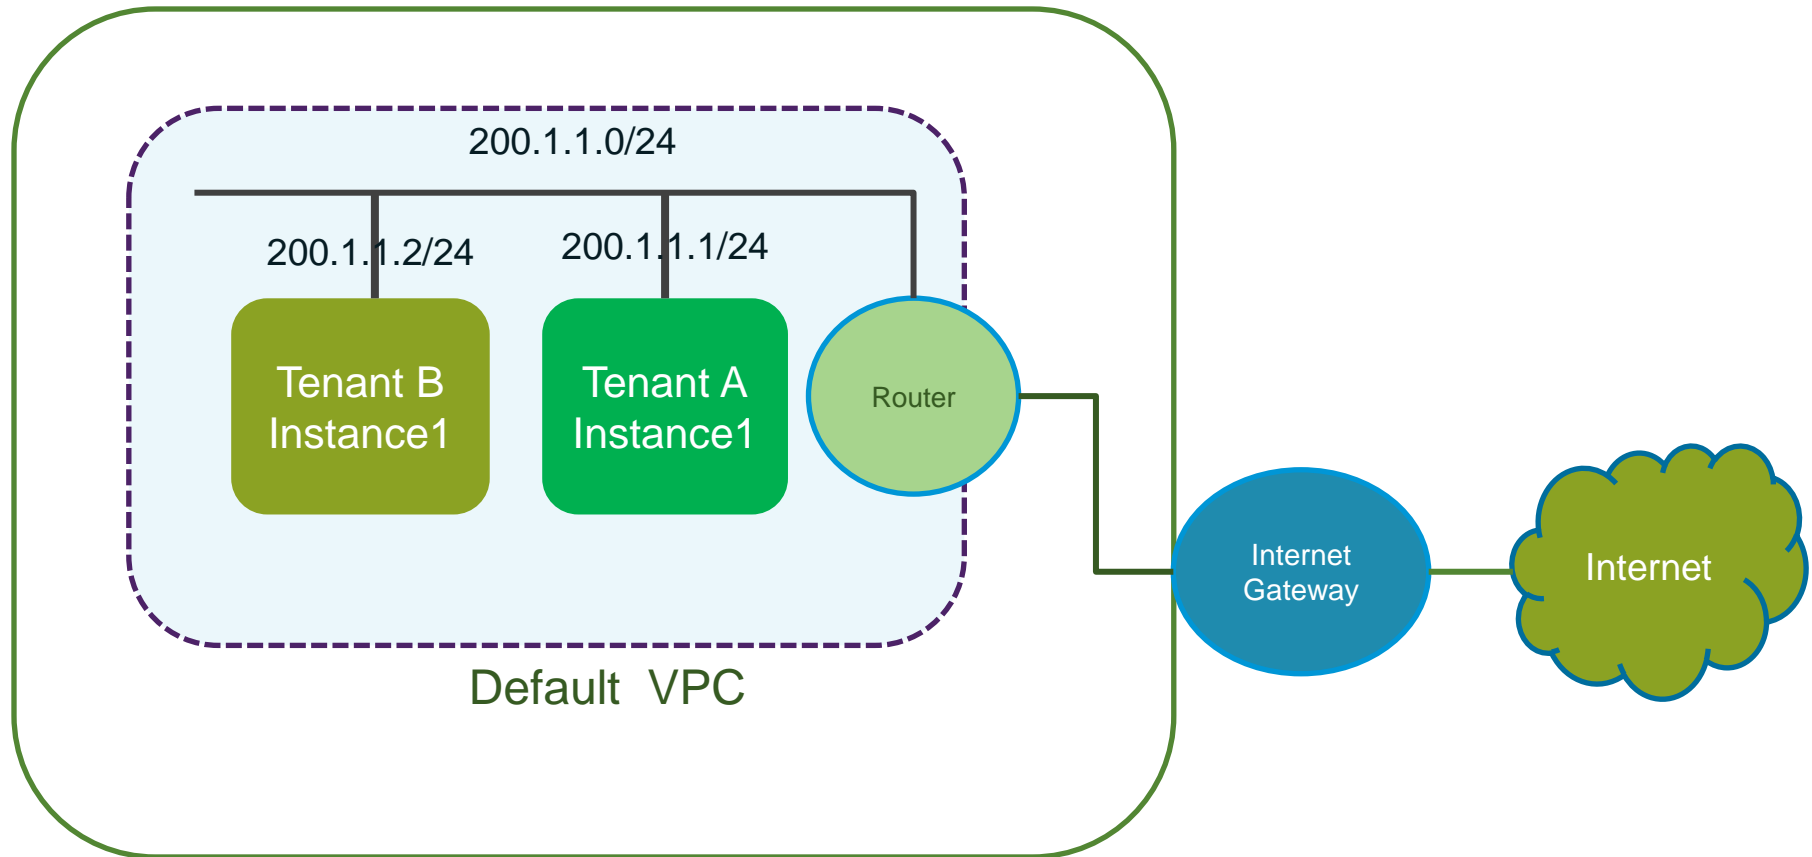 200.1.1.0/24
200.1.1.2/24
200.1.1.1/24
Tenant B
Instance1
Tenant A
Instance1
Router
Internet
Gateway
Internet
Default VPC